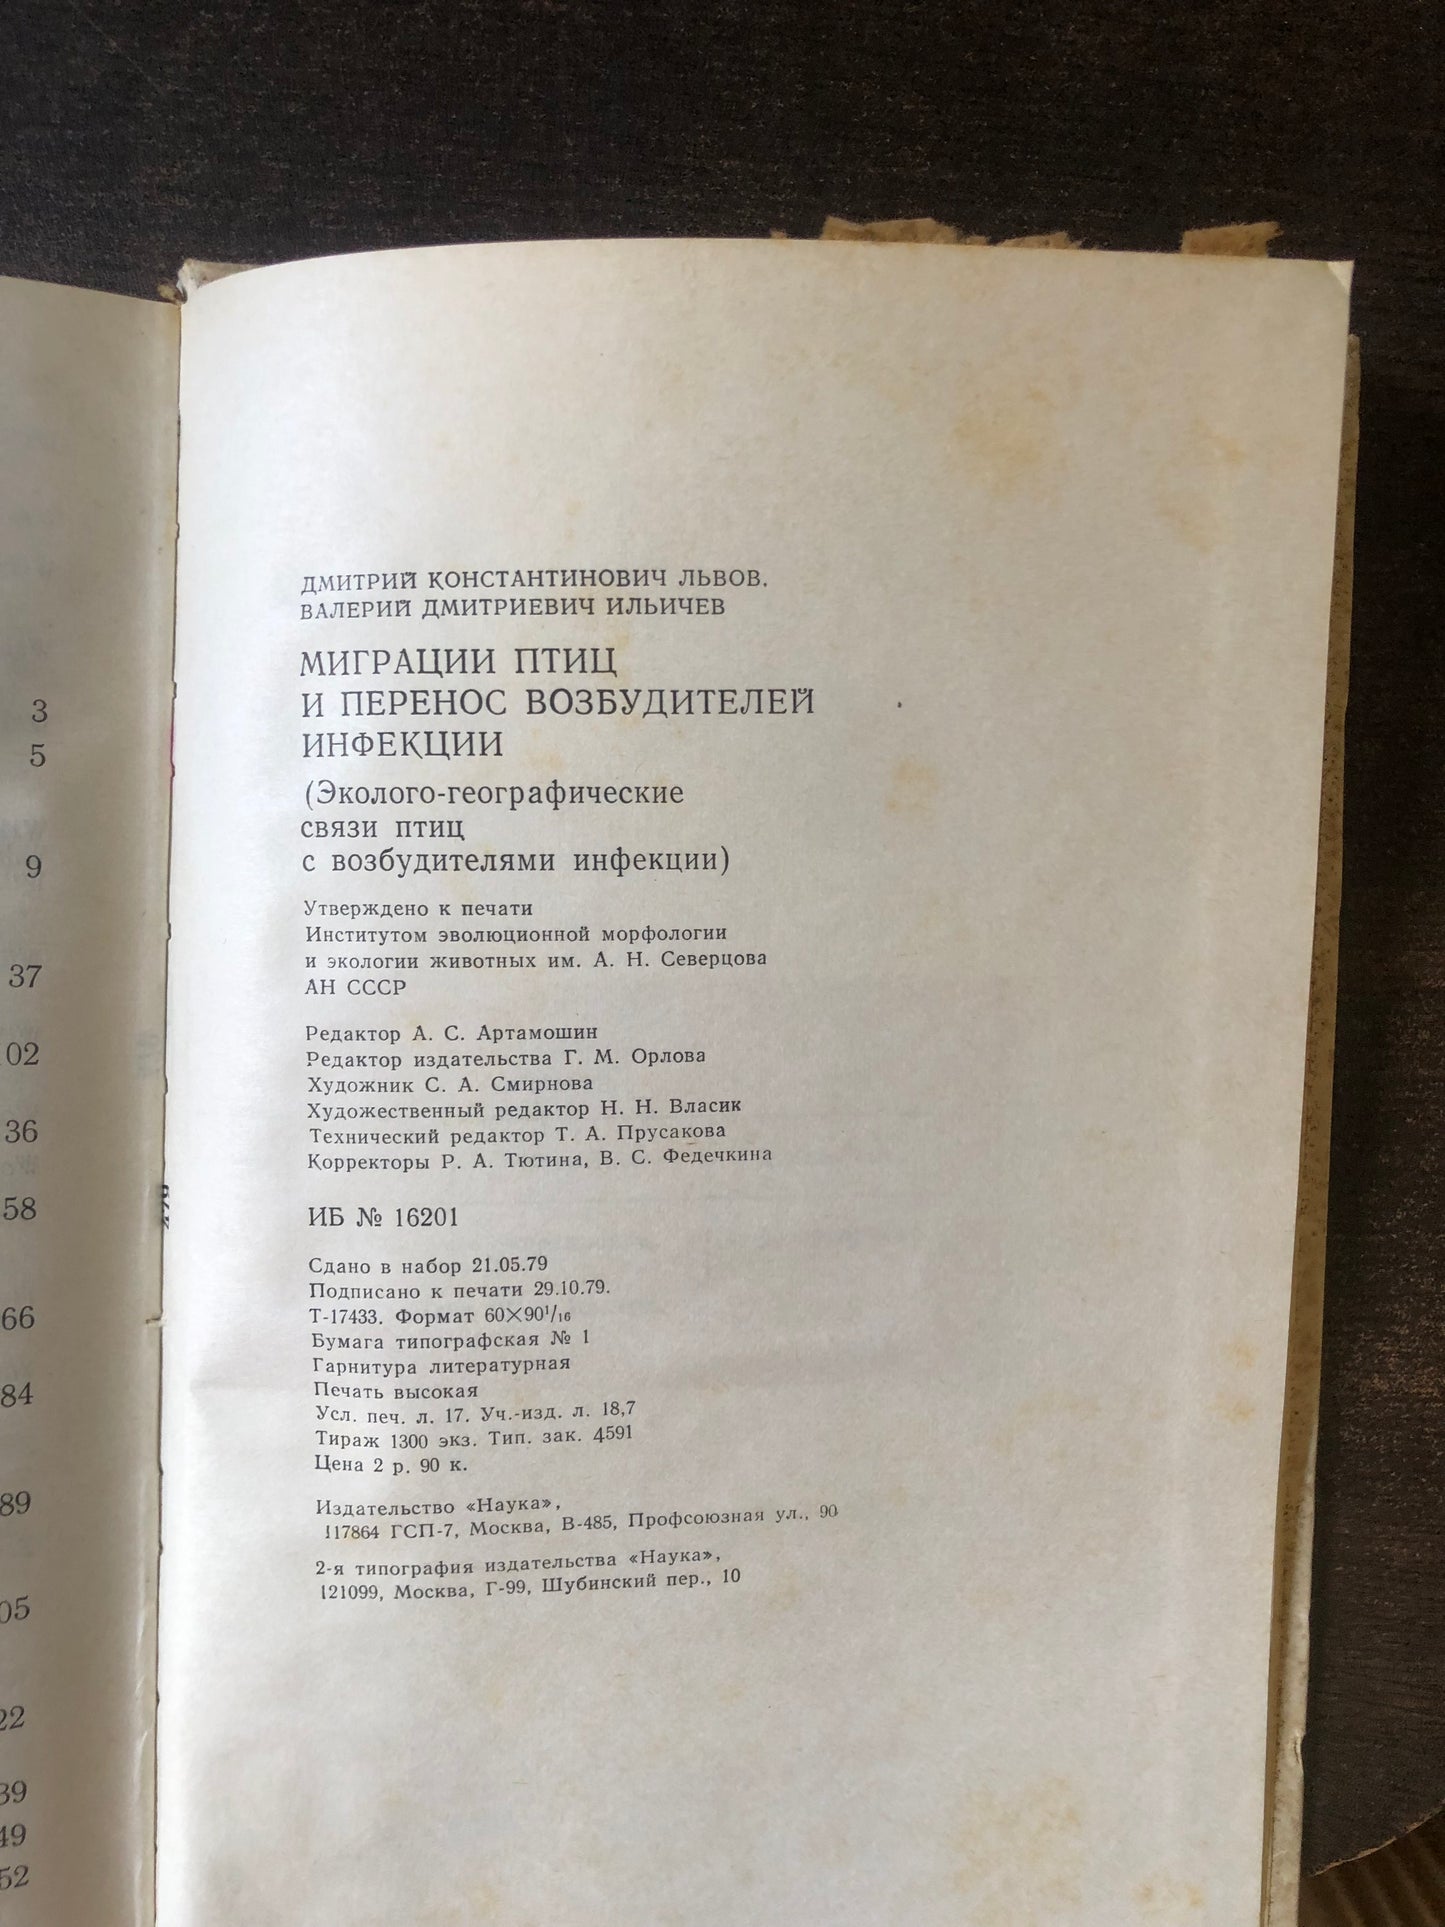 3
5
9
37
02
36
58
66
84
89
05
22
39
49
52
ДМИТРИЙ КОНСТАНТИНОВИЧ ЛЬВОВ,
ВАЛЕРИЙ ДМИТРИЕВИЧ ИЛЬИЧЕВ
МИГРАЦИИ ПТИЦ
И ПЕРЕНОС ВОЗБУДИТЕЛЕЙ
ИНФЕКЦИИ
(Эколого-географические
связи птиц
с возбудителями инфекции)
Утверждено к печати
Институтом эволюционной морфологии
и экологии животных им. А. Н. Северцова
АН СССР
Редактор А. С. Артамошин
Редактор издательства Г. М. Орлова
Художник С. А. Смирнова
Художественный редактор Н. Н. Власик
Технический редактор Т. А. Прусакова
Корректоры Р. А. Тютина, В. С. Федечкина
ИБ № 16201
Сдано в набор 21.05.79
Подписано к печати 29.10.79.
Т-17433. Формат 60×90¹/₁₆
Бумага типографская № 1
Гарнитура литературная
Печать высокая
Усл. печ. л. 17. Уч.-изд. л. 18,7
Тираж 1300 экз. Тип. зак. 4591
Цена 2 р. 90 к.
Издательство «Наука»,
117864 ГСП-7, Москва, В-485, Профсоюзная ул., 90
2-я типография издательства «Наука»,
121099, Москва, Г-99, Шубинский пер., 10